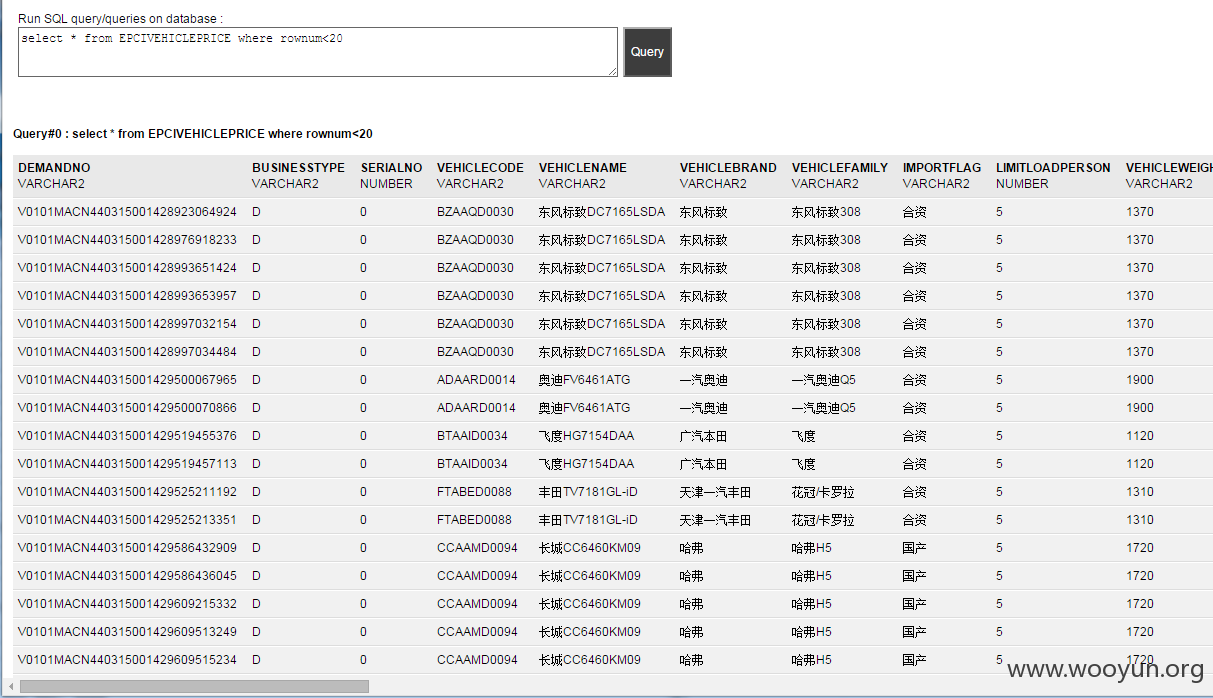 Run SQL query/queries on database :
select * from EPCIVEHICLEPRICE where rownum<20
Query
Query#0 : select * from EPCIVEHICLEPRICE where rownum<20
DEMANDNO BUSINESSTYPE SERIALNO VEHICLECODE VEHICLENAME VEHICLEBRAND VEHICLEFAMILY IMPORTFLAG LIMITLOADPERSON VEHICLEWEIGH
VARCHAR2 VARCHAR2 NUMBER VARCHAR2 VARCHAR2 VARCHAR2 VARCHAR2 VARCHAR2 NUMBER VARCHAR2
V0101MACN440315001428923064924 D 0 BZAAQD0030 东风标致DC7165LSDA 东风标致 东风标致308 合资 5 1370
V0101MACN440315001428976918233 D 0 BZAAQD0030 东风标致DC7165LSDA 东风标致 东风标致308 合资 5 1370
V0101MACN440315001428993651424 D 0 BZAAQD0030 东风标致DC7165LSDA 东风标致 东风标致308 合资 5 1370
V0101MACN440315001428993653957 D 0 BZAAQD0030 东风标致DC7165LSDA 东风标致 东风标致308 合资 5 1370
V0101MACN440315001428997032154 D 0 BZAAQD0030 东风标致DC7165LSDA 东风标致 东风标致308 合资 5 1370
V0101MACN440315001428997034484 D 0 BZAAQD0030 东风标致DC7165LSDA 东风标致 东风标致308 合资 5 1370
V0101MACN440315001429500067965 D 0 ADAARD0014 奥迪FV6461ATG 一汽奥迪 一汽奥迪Q5 合资 5 1900
V0101MACN440315001429500070866 D 0 ADAARD0014 奥迪FV6461ATG 一汽奥迪 一汽奥迪Q5 合资 5 1900
V0101MACN440315001429519455376 D 0 BTAAID0034 飞度HG7154DAA 广汽本田 飞度 合资 5 1120
V0101MACN440315001429519457113 D 0 BTAAID0034 飞度HG7154DAA 广汽本田 飞度 合资 5 1120
V0101MACN440315001429525211192 D 0 FTABED0088 丰田TV7181GL-iD 天津一汽丰田 花冠/卡罗拉 合资 5 1310
V0101MACN440315001429525213351 D 0 FTABED0088 丰田TV7181GL-iD 天津一汽丰田 花冠/卡罗拉 合资 5 1310
V0101MACN440315001429586432909 D 0 CCAAMD0094 长城CC6460KM09 哈弗 哈弗H5 国产 5 1720
V0101MACN440315001429586436045 D 0 CCAAMD0094 长城CC6460KM09 哈弗 哈弗H5 国产 5 1720
V0101MACN440315001429609215332 D 0 CCAAMD0094 长城CC6460KM09 哈弗 哈弗H5 国产 5 1720
V0101MACN440315001429609513249 D 0 CCAAMD0094 长城CC6460KM09 哈弗 哈弗H5 国产 5 1720
V0101MACN440315001429609515234 D 0 CCAAMD0094 长城CC6460KM09 哈弗 哈弗H5 国产 5 1720
www.wooyun.org